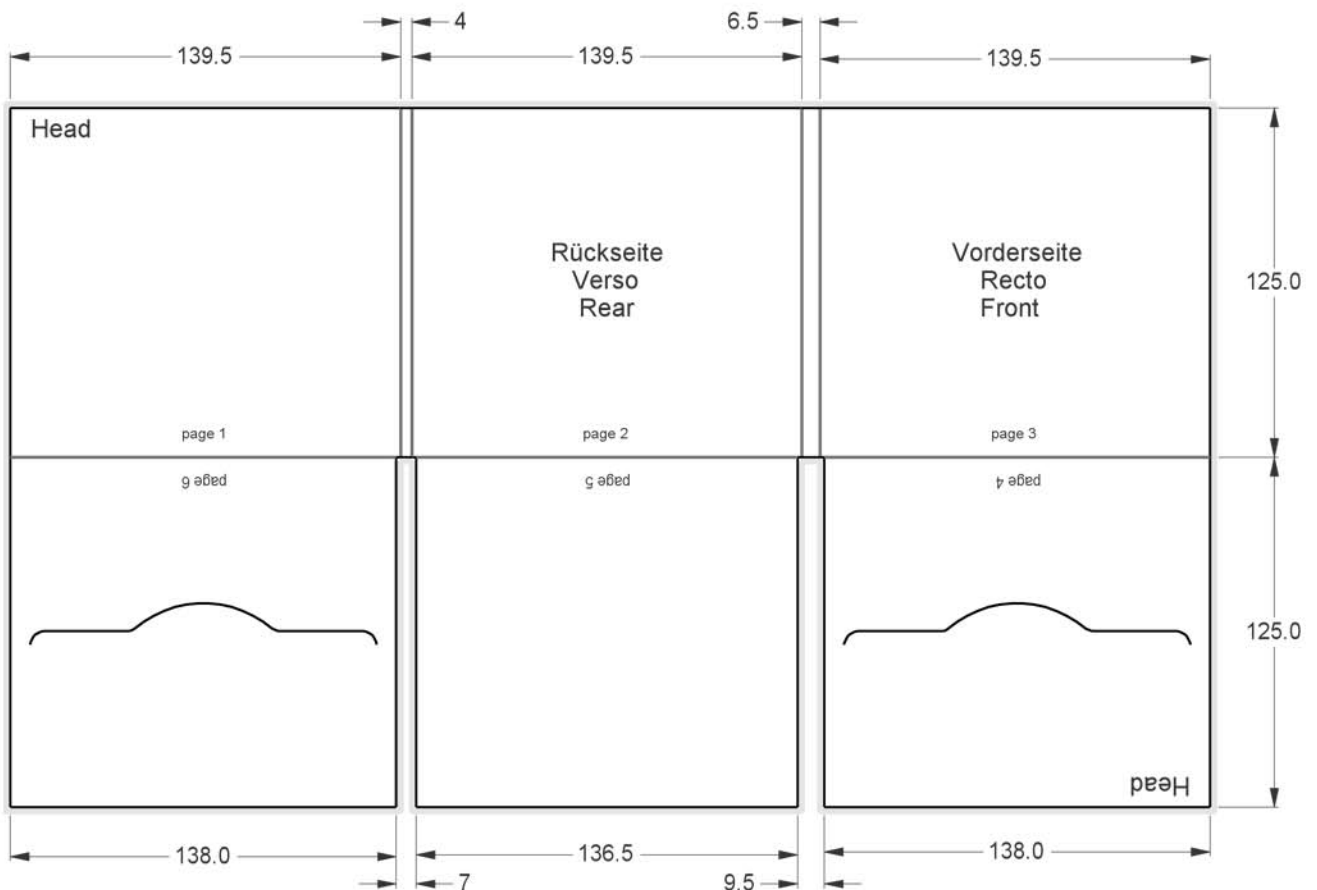 4
6.5
139.5
139.5
139.5
Head
Rückseite
Verso
Rear
Vorderseite
Recto
Front
125.0
page 1
page 2
page 3
page 6
page 5
page 4
125.0
Head
138.0
136.5
138.0
7
9.5